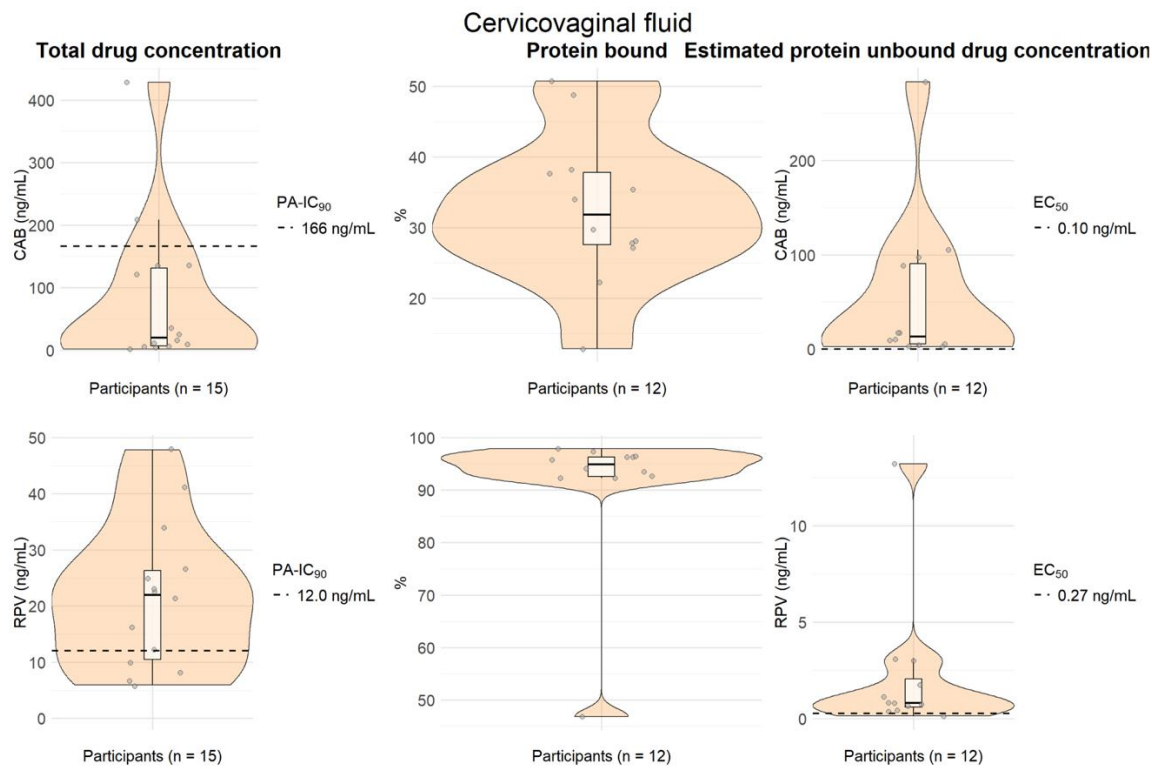 Cervicovaginal fluid
Total drug concentration
Protein bound
Estimated protein unbound drug concentration
CAB (ng/mL)
400
300
200
100
0
PA-IC90
166 ng/mL
Participants (n = 15)
%
50
40
30
20
Participants (n = 12)
CAB (ng/mL)
200
100
0
EC50
0.10 ng/mL
Participants (n = 12)
RPV (ng/mL)
50
40
30
20
10
0
PA-IC90
12.0 ng/mL
Participants (n = 15)
%
100
90
80
70
60
50
Participants (n = 12)
RPV (ng/mL)
10
5
0
EC50
0.27 ng/mL
Participants (n = 12)